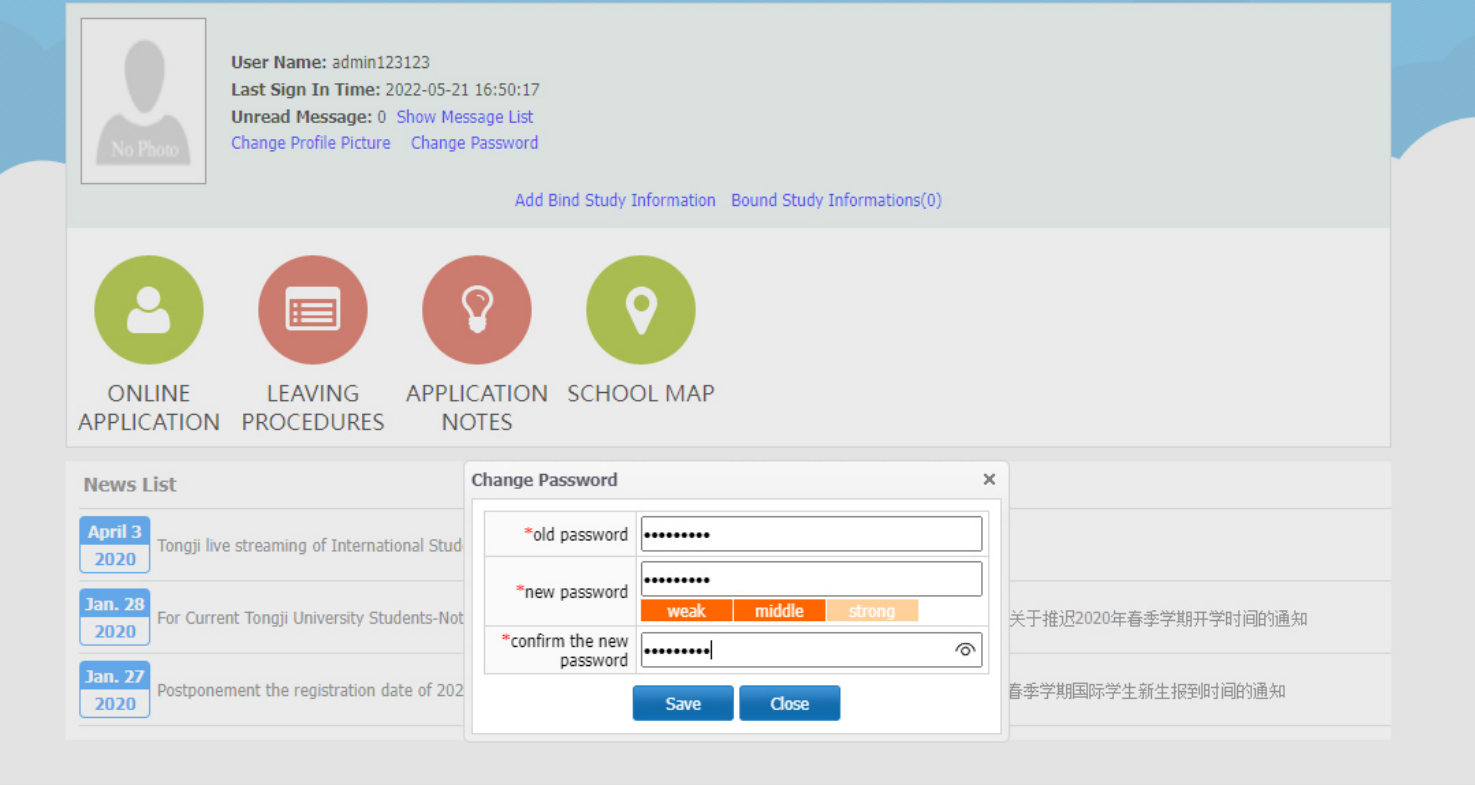 No Photo
User Name: admin123123
Last Sign In Time: 2022-05-21 16:50:17
Unread Message: 0 Show Message List
Change Profile Picture Change Password
Add Bind Study Information Bound Study Informations(0)
ONLINE
APPLICATION
LEAVING
PROCEDURES
APPLICATION
NOTES
SCHOOL MAP
News List
April 3
2020
Tongji live streaming of International Stud
Jan. 28
2020
For Current Tongji University Students-Not
关于推迟2020年春季学期开学时间的通知
Jan. 27
2020
Postponement the registration date of 202
春季学期国际学生新生报到时间的通知
Change Password
*old password
*new password
weak middle strong
*confirm the new
password
Save Close